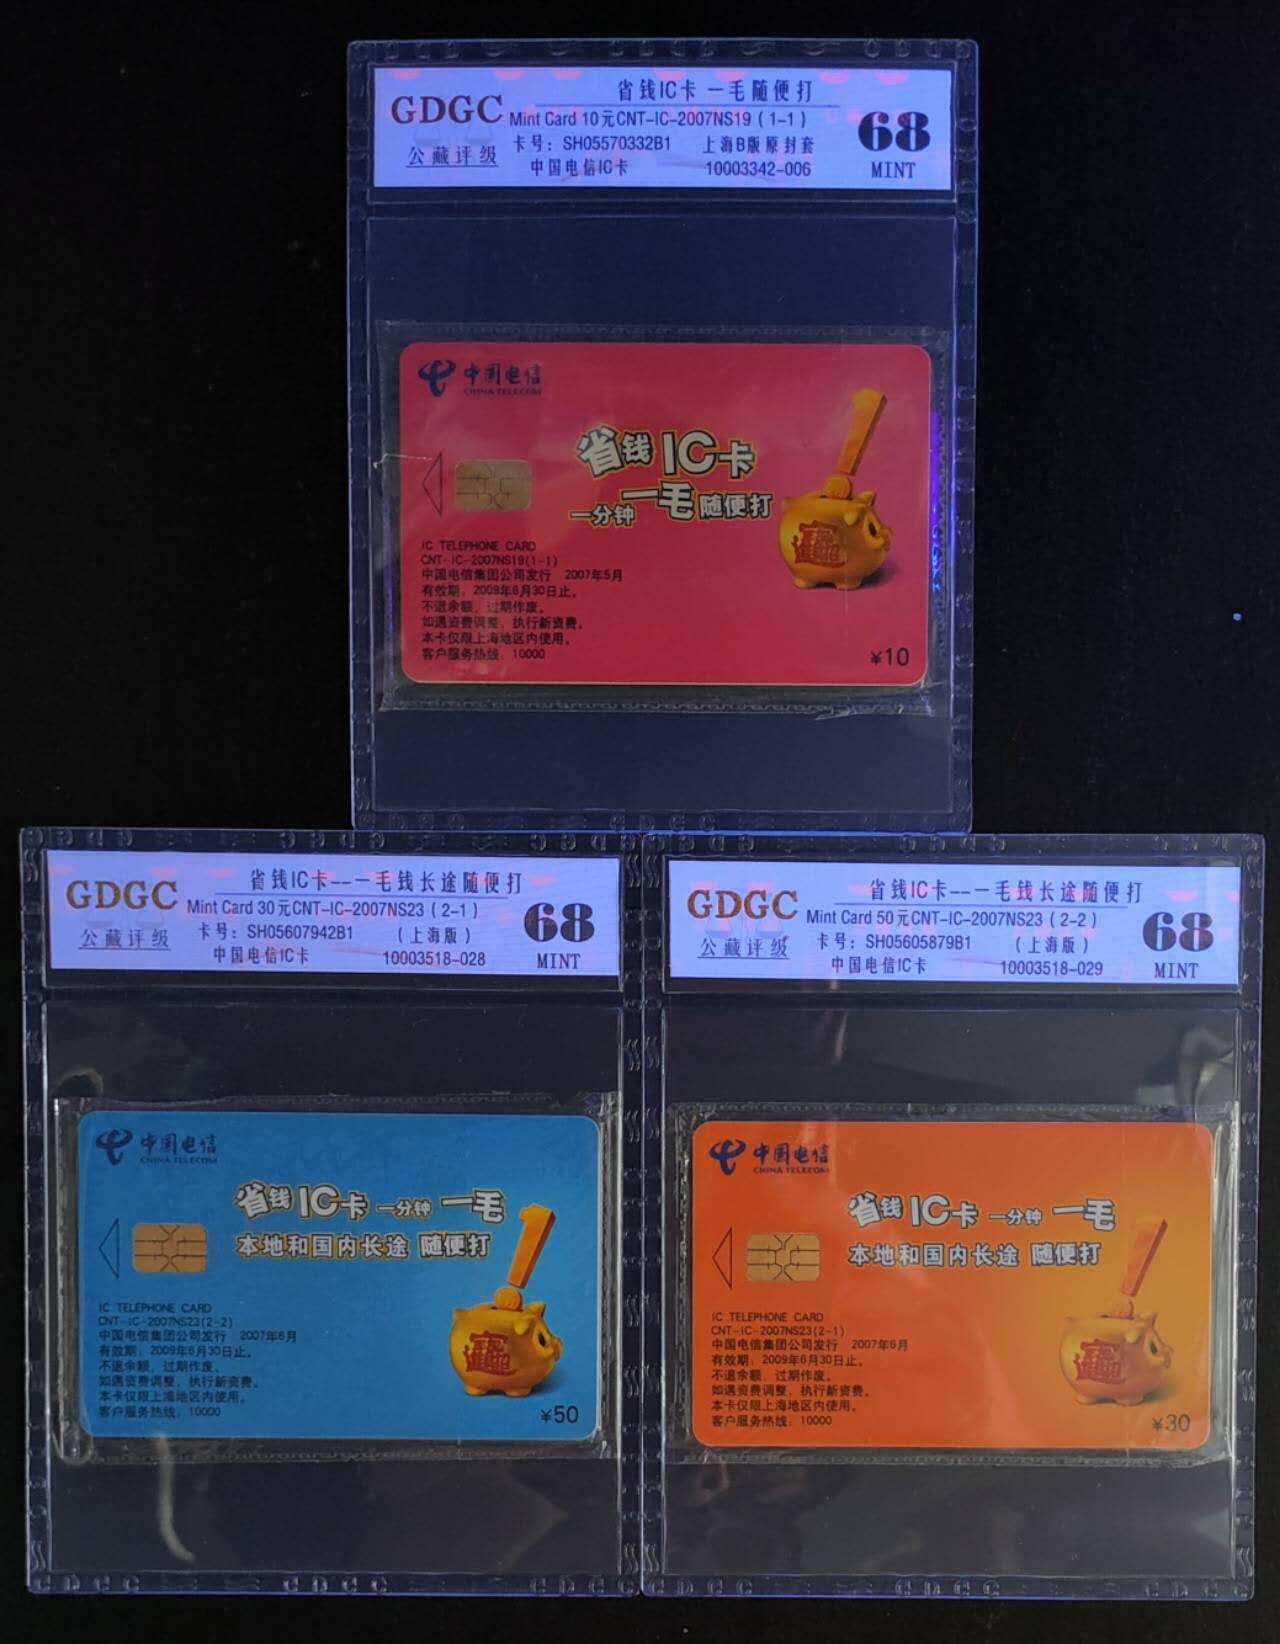 省钱IC卡 一毛随便打
GDGC
公藏评级
Mint Card 10元CNT-IC-2007NS19 (1-1)
卡号: SH05570332B1 上海B版原封套
中国电信IC卡 10003342-006
68
MINT
中国电信
CHINA TELECOM
省钱IC卡
一分钟一毛随便打
招财进宝
IC TELEPHONE CARD
CNT-IC-2007NS19(1-1)
中国电信集团公司发行 2007年5月
有效期：2009年6月30日止。
不退余额，过期作废。
如遇资费调整，执行新资费。
本卡仅限上海地区内使用。
客户服务热线：10000
¥10
省钱IC卡--一毛钱长途随便打
GDGC
公藏评级
Mint Card 30元CNT-IC-2007NS23 (2-1)
卡号: SH05607942B1 (上海版)
中国电信IC卡 10003518-028
68
MINT
中国电信
CHINA TELECOM
省钱IC卡 一分钟 一毛
本地和国内长途 随便打
招财进宝
IC TELEPHONE CARD
CNT-IC-2007NS23(2-2)
中国电信集团公司发行 2007年6月
有效期：2009年6月30日止。
不退余额，过期作废。
如遇资费调整，执行新资费。
本卡仅限上海地区内使用。
客户服务热线：10000
¥50
省钱IC卡--一毛钱长途随便打
GDGC
公藏评级
Mint Card 50元CNT-IC-2007NS23 (2-2)
卡号: SH05605879B1 (上海版)
中国电信IC卡 10003518-029
68
MINT
中国电信
CHINA TELECOM
省钱IC卡 一分钟 一毛
本地和国内长途 随便打
招财进宝
IC TELEPHONE CARD
CNT-IC-2007NS23(2-1)
中国电信集团公司发行 2007年6月
有效期：2009年6月30日止。
不退余额，过期作废。
如遇资费调整，执行新资费。
本卡仅限上海地区内使用。
客户服务热线：10000
¥30